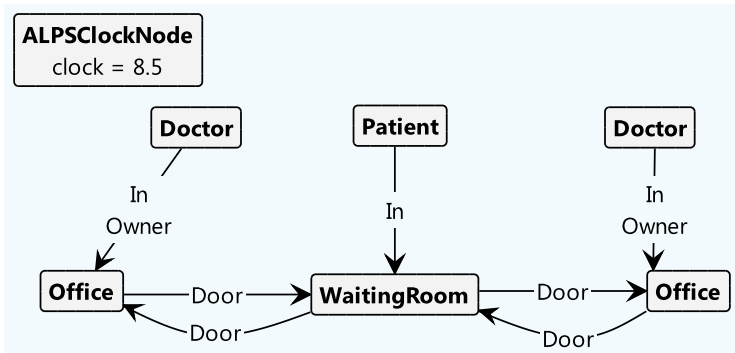 ALPSClockNode
clock = 8.5
Doctor
Patient
Doctor
In
Owner
In
In
Owner
Office
Door
WaitingRoom
Door
Office
Door
Door